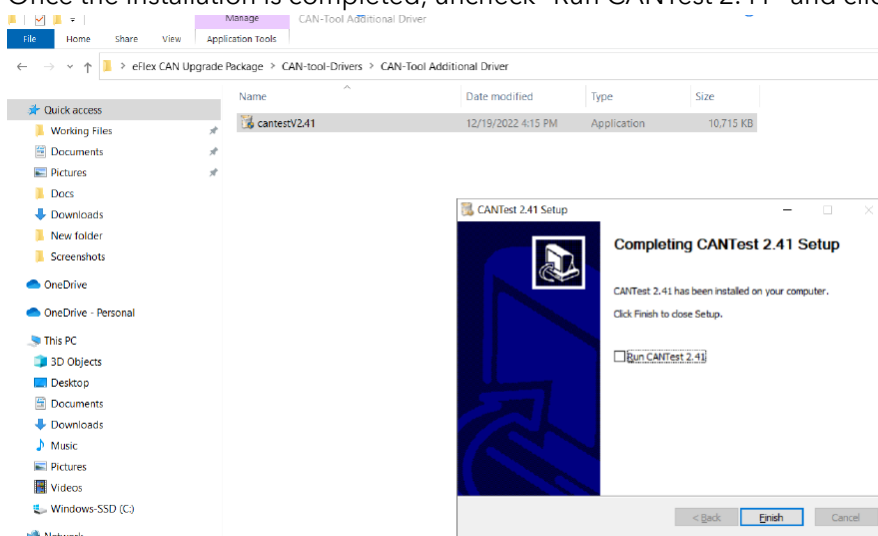 Once the installation is completed, uncheck "Run CANTest 2.41" and
Manage CAN-Tool Additional Driver
File Home Share View Application Tools
eFlex CAN Upgrade Package > CAN-tool-Drivers > CAN-Tool Additional Driver
Name Date modified Type Size
Quick access
cantestV2.41 12/19/2022 4:15 PM Application 10,715 KB
Working Files
Documents
Pictures
Docs
Downloads
New folder
Screenshots
OneDrive
OneDrive - Personal
This PC
3D Objects
Desktop
Documents
Downloads
Music
Pictures
Videos
Windows-SSD (C:)
Network
CANTest 2.41 Setup
Completing CANTest 2.41 Setup
CANTest 2.41 has been installed on your computer.
Click Finish to close Setup.
Run CANTest 2.41
< Back Finish Cancel